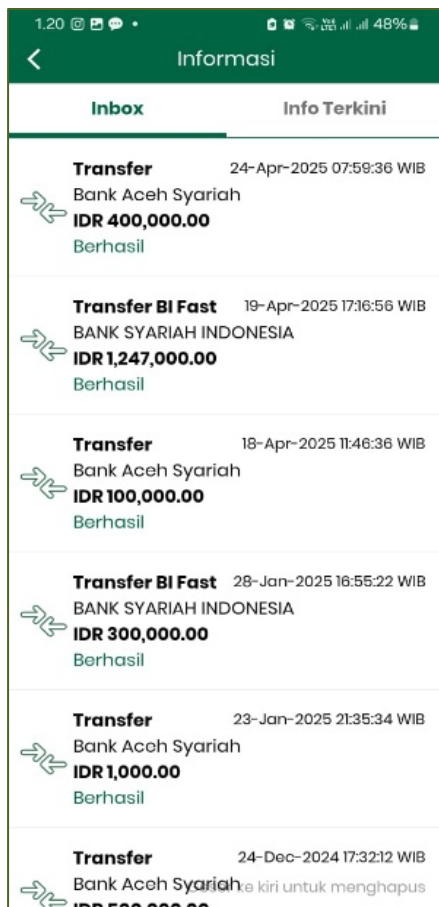 1.20
48%
Informasi
Inbox Info Terkini
Transfer 24-Apr-2025 07:59:36 WIB
Bank Aceh Syariah
IDR 400,000.00
Berhasil
Transfer BI Fast 19-Apr-2025 17:16:56 WIB
BANK SYARIAH INDONESIA
IDR 1,247,000.00
Berhasil
Transfer 18-Apr-2025 11:46:36 WIB
Bank Aceh Syariah
IDR 100,000.00
Berhasil
Transfer BI Fast 28-Jan-2025 16:55:22 WIB
BANK SYARIAH INDONESIA
IDR 300,000.00
Berhasil
Transfer 23-Jan-2025 21:35:34 WIB
Bank Aceh Syariah
IDR 1,000.00
Berhasil
Transfer 24-Dec-2024 17:32:12 WIB
Bank Aceh Syariah
ke kiri untuk menghapus
IDR